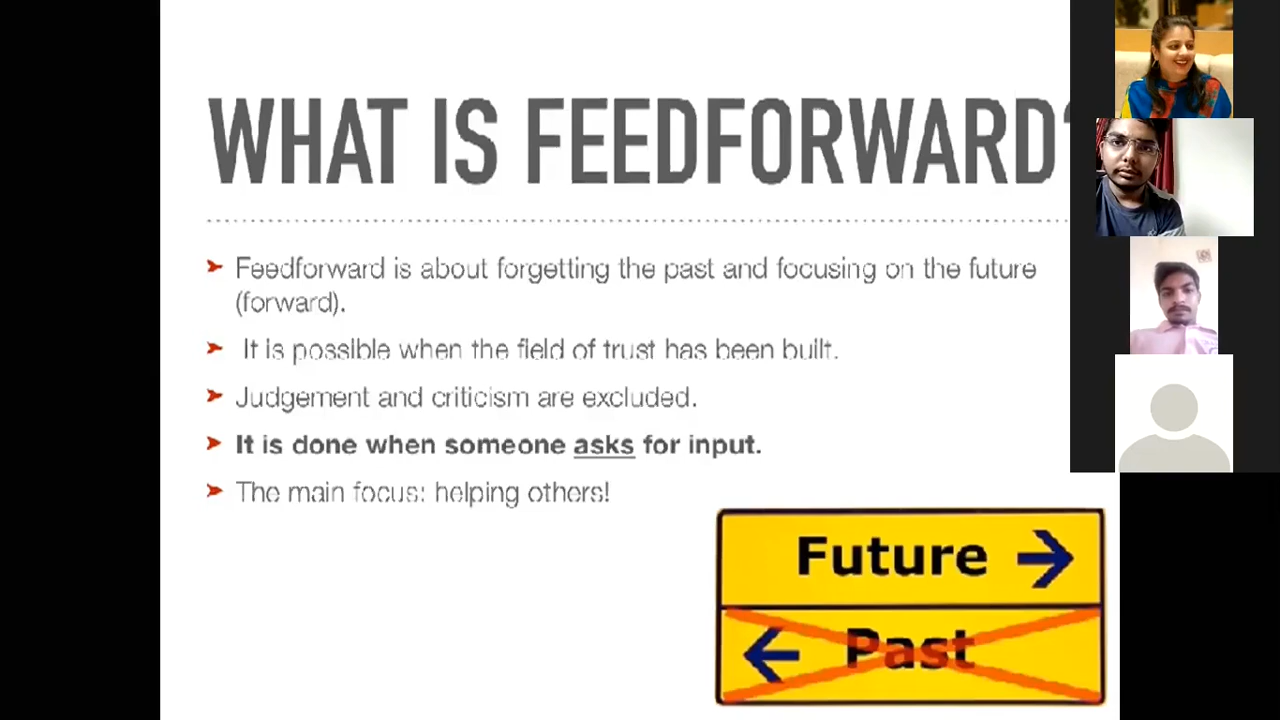 WHAT IS FEEDFORWARD?
Feedforward is about forgetting the past and focusing on the future
(forward).
It is possible when the field of trust has been built.
Judgement and criticism are excluded.
It is done when someone asks for input.
The main focus: helping others!
Future
Past